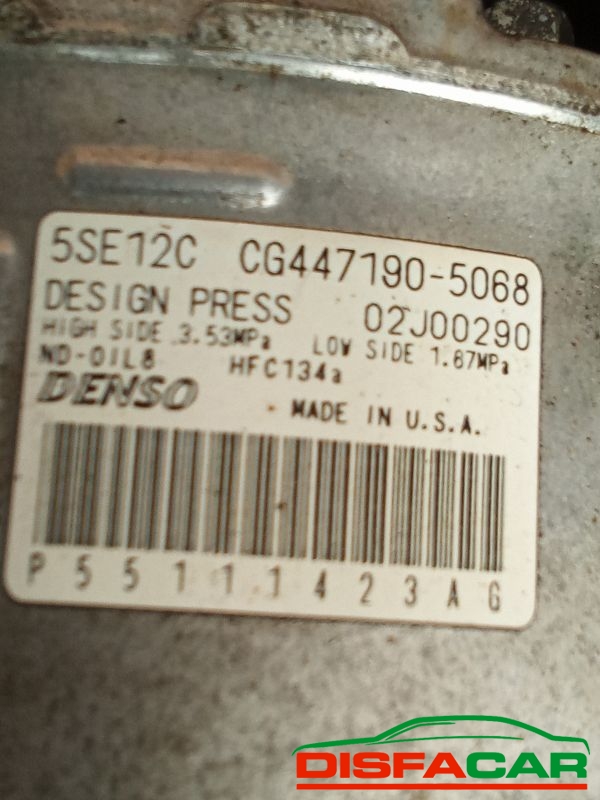 5SE12C CG447190-5068
DESIGN PRESS 02J00290
HIGH SIDE 3.53MPa LOW SIDE 1.87MPa
ND-OIL8 HFC134a
DENSO MADE IN U.S.A.
P55111423AG
DISFACAR